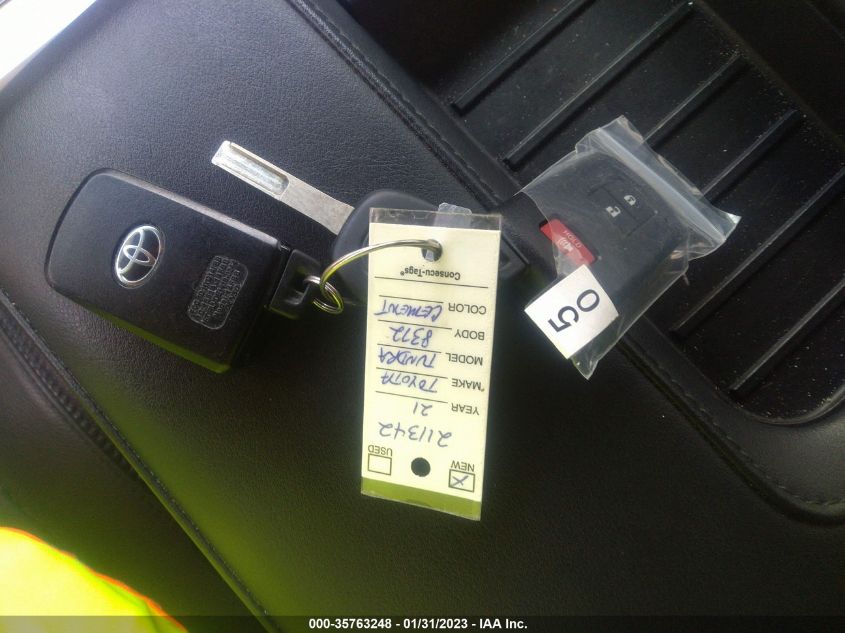 NEW
USED
211342
YEAR 21
MAKE TOYOTA
MODEL TUNDRA
BODY 8372
COLOR CEMENT
Consecu-Tags®
HOLD
05
000-35763248 - 01/31/2023 - IAA Inc.